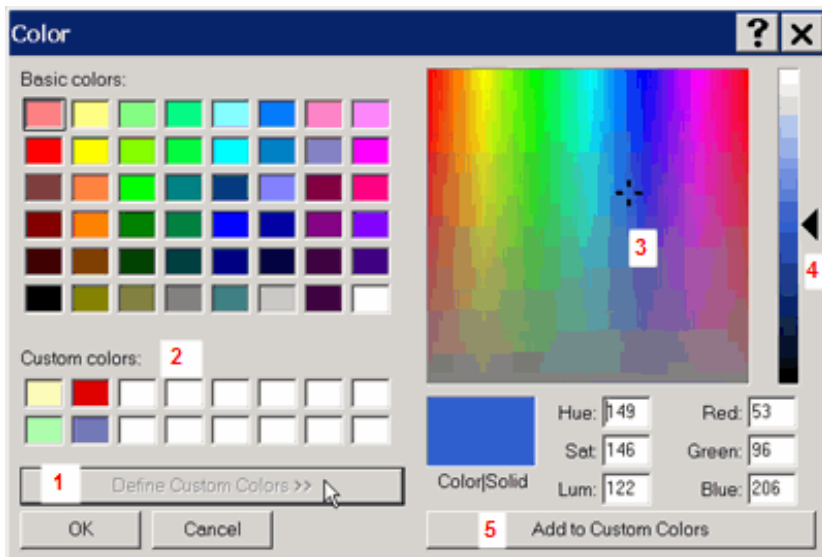 Color
Basic colors:
3
4
Custom colors: 2
1 Define Custom Colors >>
OK Cancel
Color|Solid
Hue: 149 Red: 53
Sat: 146 Green: 96
Lum: 122 Blue: 206
5 Add to Custom Colors